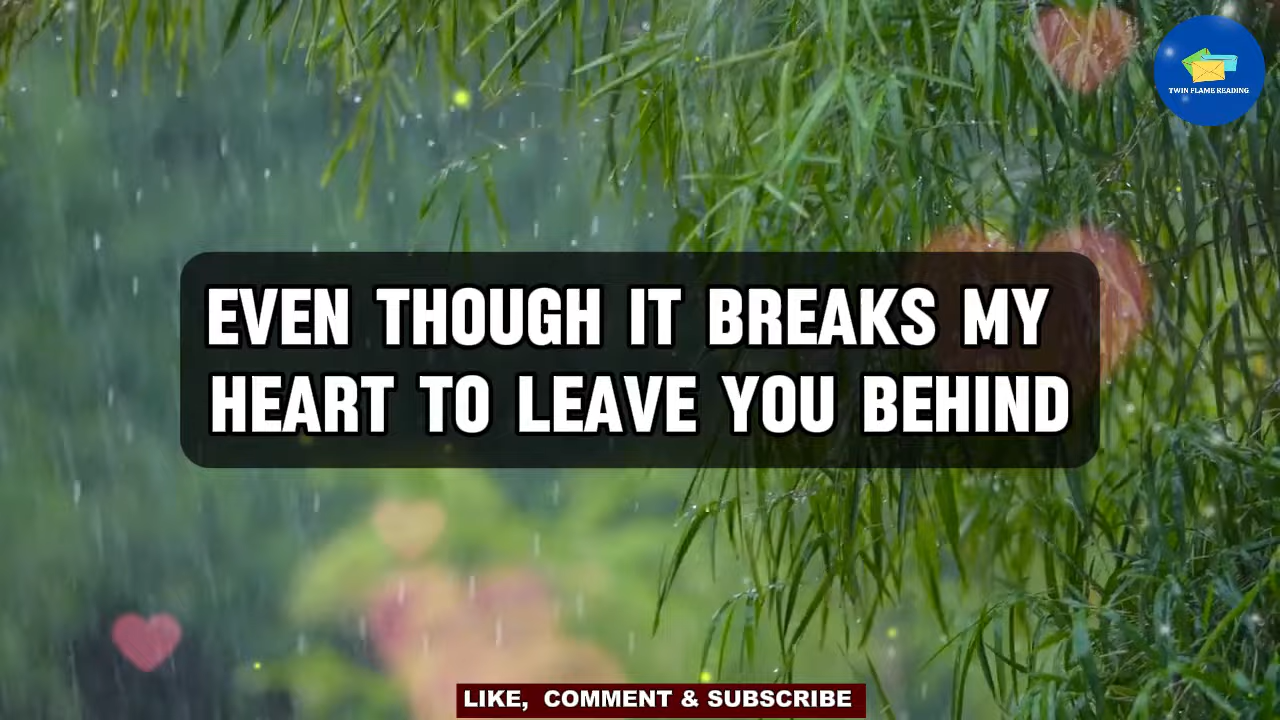 TWIN FLAME READING
EVEN THOUGH IT BREAKS MY
HEART TO LEAVE YOU BEHIND
LIKE, COMMENT & SUBSCRIBE